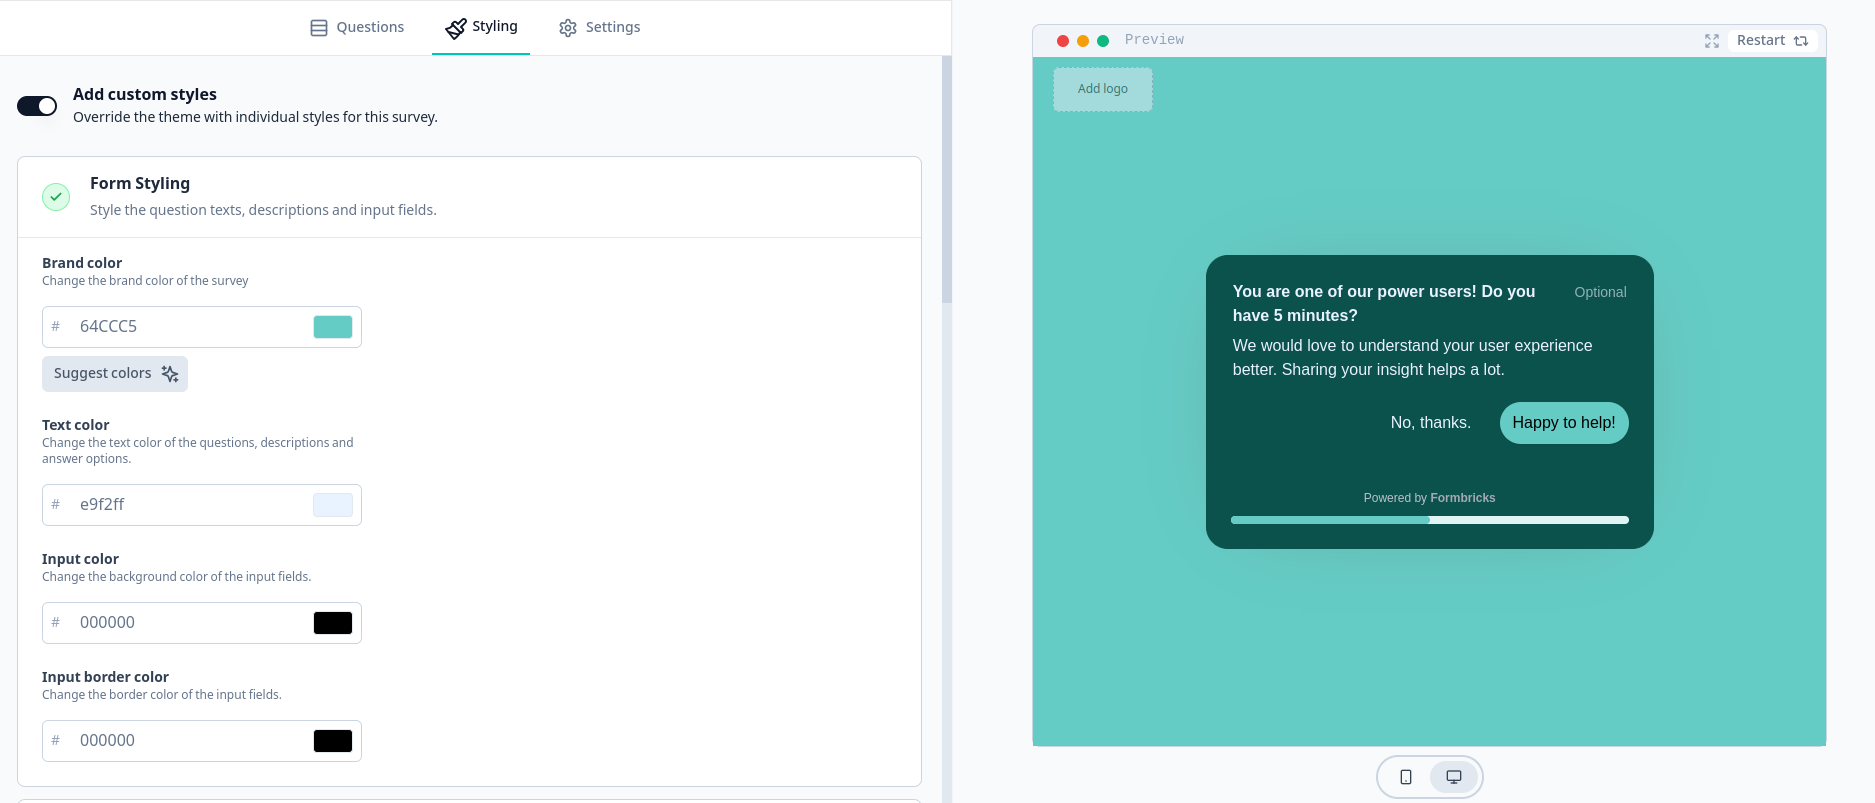 Questions
Styling
Settings
Add custom styles
Override the theme with individual styles for this survey.
Form Styling
Style the question texts, descriptions and input fields.
Brand color
Change the brand color of the survey
# 64CCC5
Suggest colors
Text color
Change the text color of the questions, descriptions and
answer options.
# e9f2ff
Input color
Change the background color of the input fields.
# 000000
Input border color
Change the border color of the input fields.
# 000000
Preview
Restart
Add logo
You are one of our power users! Do you
have 5 minutes?
Optional
We would love to understand your user experience
better. Sharing your insight helps a lot.
No, thanks.
Happy to help!
Powered by Formbricks